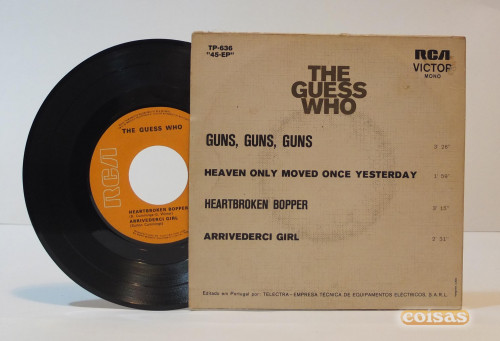 THE GUESS WHO
RCA
HEARTBROKEN BOPPER
ARRIVEDERCI GIRL
TP-636
"45-EP"
RCA
VICTOR
MONO
THE
GUESS
WHO
GUNS, GUNS, GUNS
HEAVEN ONLY MOVED ONCE YESTERDAY
HEARTBROKEN BOPPER
ARRIVEDERCI GIRL
Editado em Portugal por: TELECTRA - EMPRESA TÉCNICA DE EQUIPAMENTOS ELÉCTRICOS, S. A. R. L.
coisas